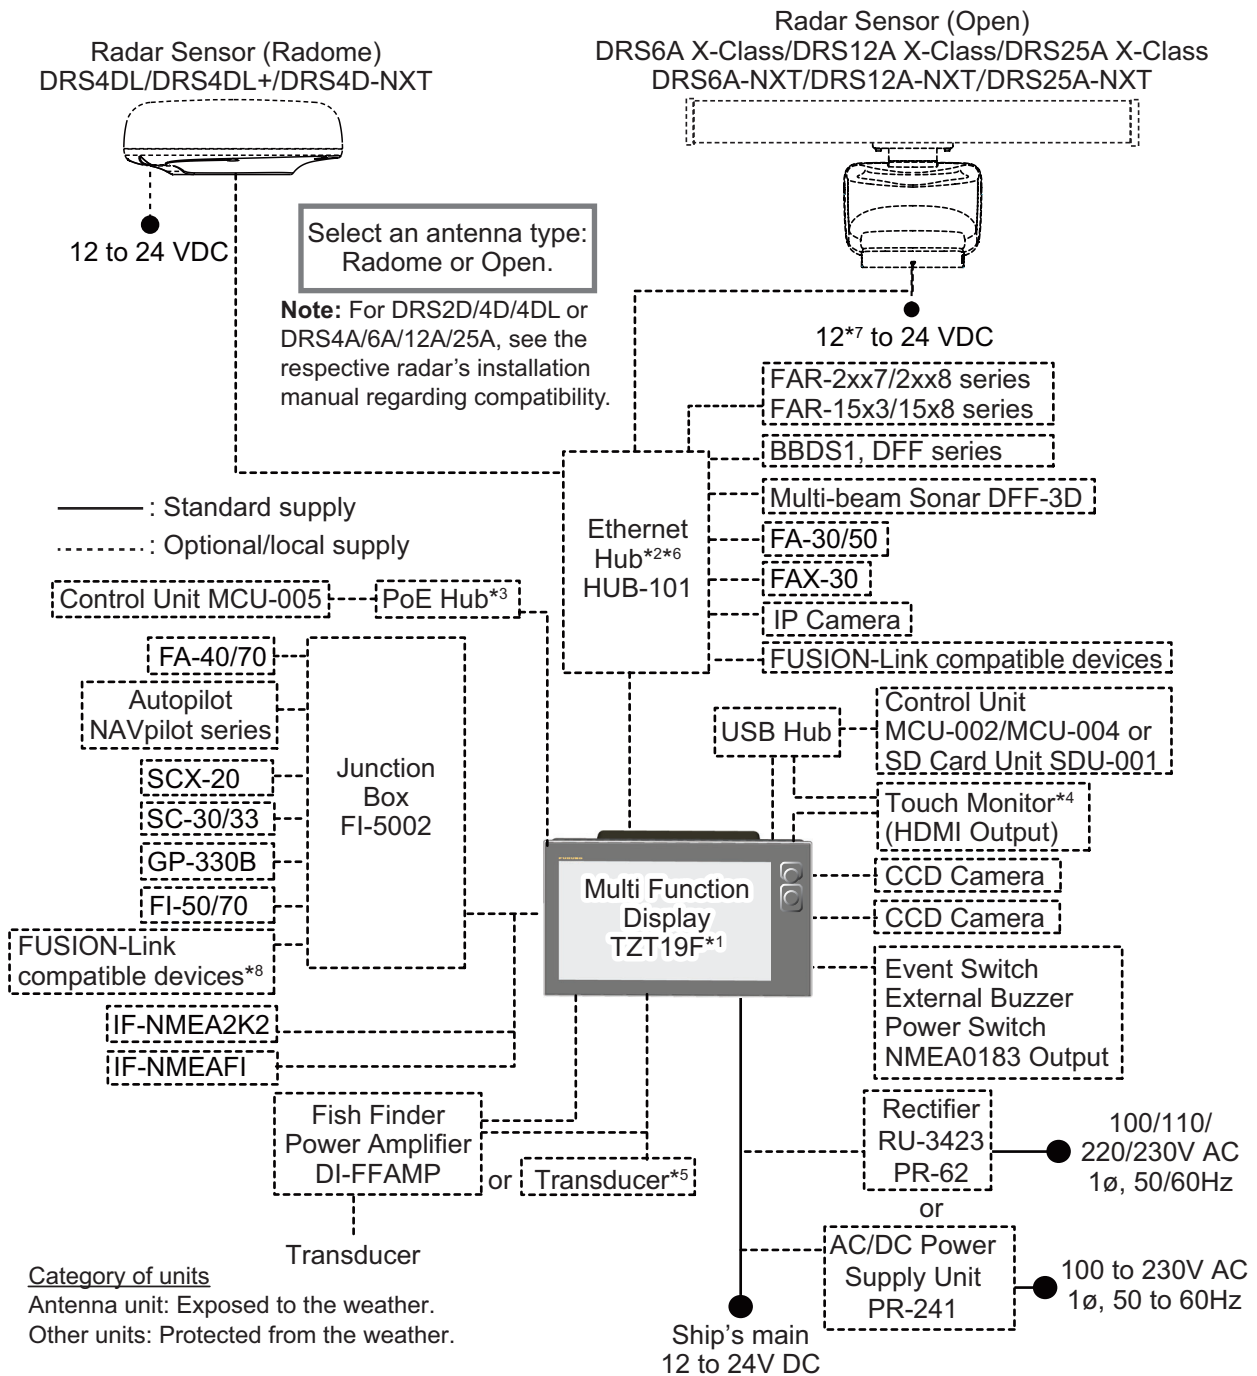 Radar Sensor (Radome)
DRS4DL/DRS4DL+/DRS4D-NXT
Radar Sensor (Open)
DRS6A X-Class/DRS12A X-Class/DRS25A X-Class
DRS6A-NXT/DRS12A-NXT/DRS25A-NXT
12 to 24 VDC
Select an antenna type:
Radome or Open.
Note: For DRS2D/4D/4DL or
DRS4A/6A/12A/25A, see the
respective radar's installation
manual regarding compatibility.
12*7 to 24 VDC
FAR-2xx7/2xx8 series
FAR-15x3/15x8 series
BBDS1, DFF series
Multi-beam Sonar DFF-3D
FA-30/50
FAX-30
IP Camera
FUSION-Link compatible devices
Ethernet
Hub*2*6
HUB-101
: Standard supply
: Optional/local supply
Control Unit MCU-005
PoE Hub*3
FA-40/70
Autopilot
NAVpilot series
SCX-20
SC-30/33
GP-330B
FI-50/70
FUSION-Link
compatible devices*8
Junction
Box
FI-5002
IF-NMEA2K2
IF-NMEAFI
USB Hub
Control Unit
MCU-002/MCU-004 or
SD Card Unit SDU-001
Touch Monitor*4
(HDMI Output)
CCD Camera
CCD Camera
FURUNO
Multi Function
Display
TZT19F*1
Event Switch
External Buzzer
Power Switch
NMEA0183 Output
Fish Finder
Power Amplifier
DI-FFAMP
or
Transducer*5
Transducer
Rectifier
RU-3423
PR-62
100/110/
220/230V AC
1ø, 50/60Hz
or
AC/DC Power
Supply Unit
PR-241
100 to 230V AC
1ø, 50 to 60Hz
Ship's main
12 to 24V DC
Category of units
Antenna unit: Exposed to the weather.
Other units: Protected from the weather.